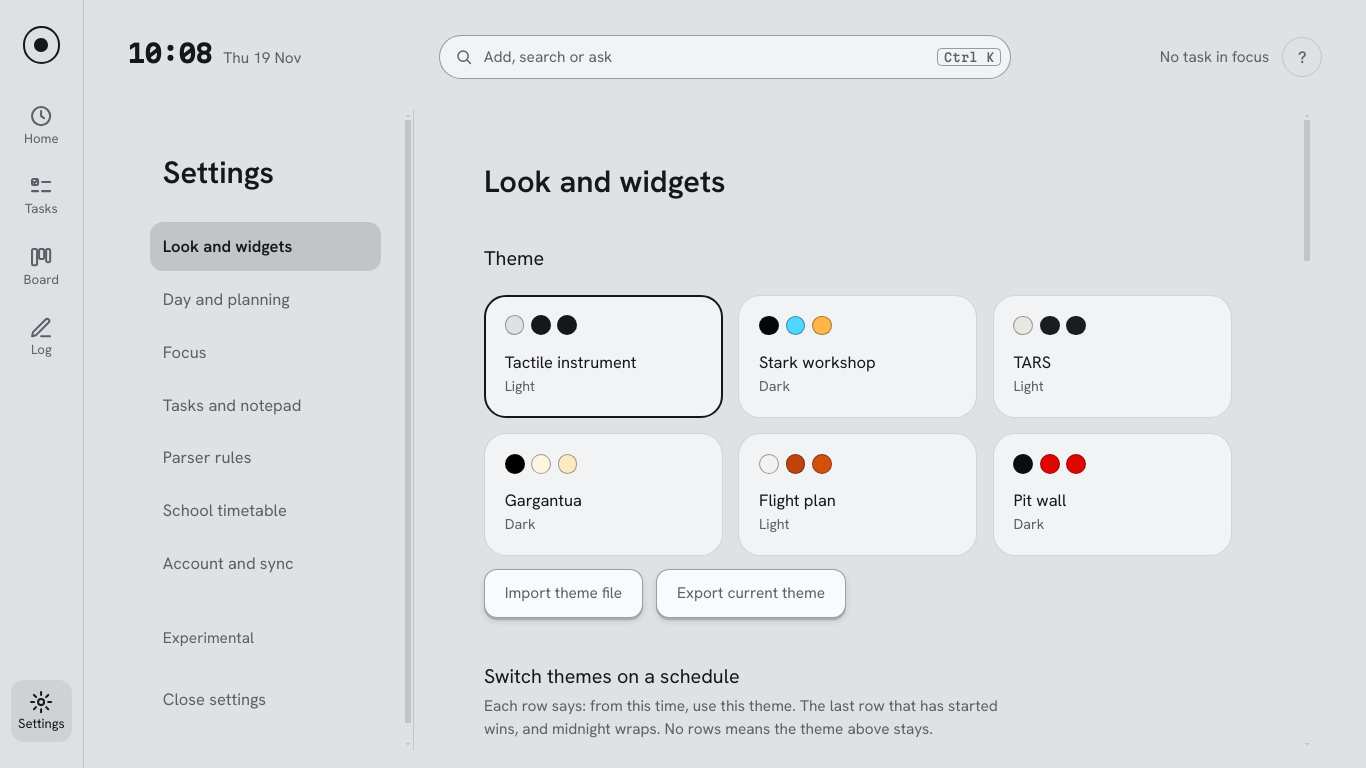 10:08 Thu 19 Nov
Add, search or ask
Ctrl K
No task in focus
?
Home
Tasks
Board
Log
Settings
Settings
Look and widgets
Day and planning
Focus
Tasks and notepad
Parser rules
School timetable
Account and sync
Experimental
Close settings
Look and widgets
Theme
Tactile instrument
Light
Stark workshop
Dark
TARS
Light
Gargantua
Dark
Flight plan
Light
Pit wall
Dark
Import theme file
Export current theme
Switch themes on a schedule
Each row says: from this time, use this theme. The last row that has started
wins, and midnight wraps. No rows means the theme above stays.